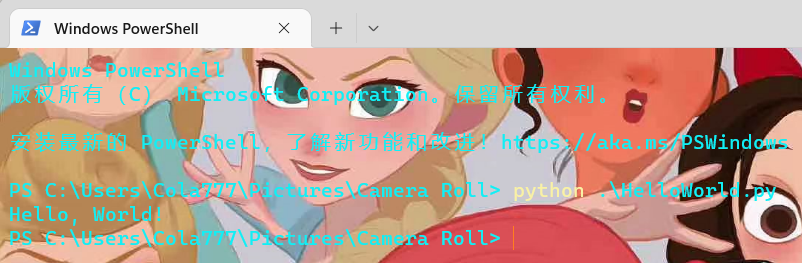 Windows PowerShell
Windows PowerShell
版权所有 (C) Microsoft Corporation。保留所有权利。
安装最新的 PowerShell，了解新功能和改进！https://aka.ms/PSWindows
PS C:\Users\Cola777\Pictures\Camera Roll> python .\HelloWorld.py
Hello, World!
PS C:\Users\Cola777\Pictures\Camera Roll>